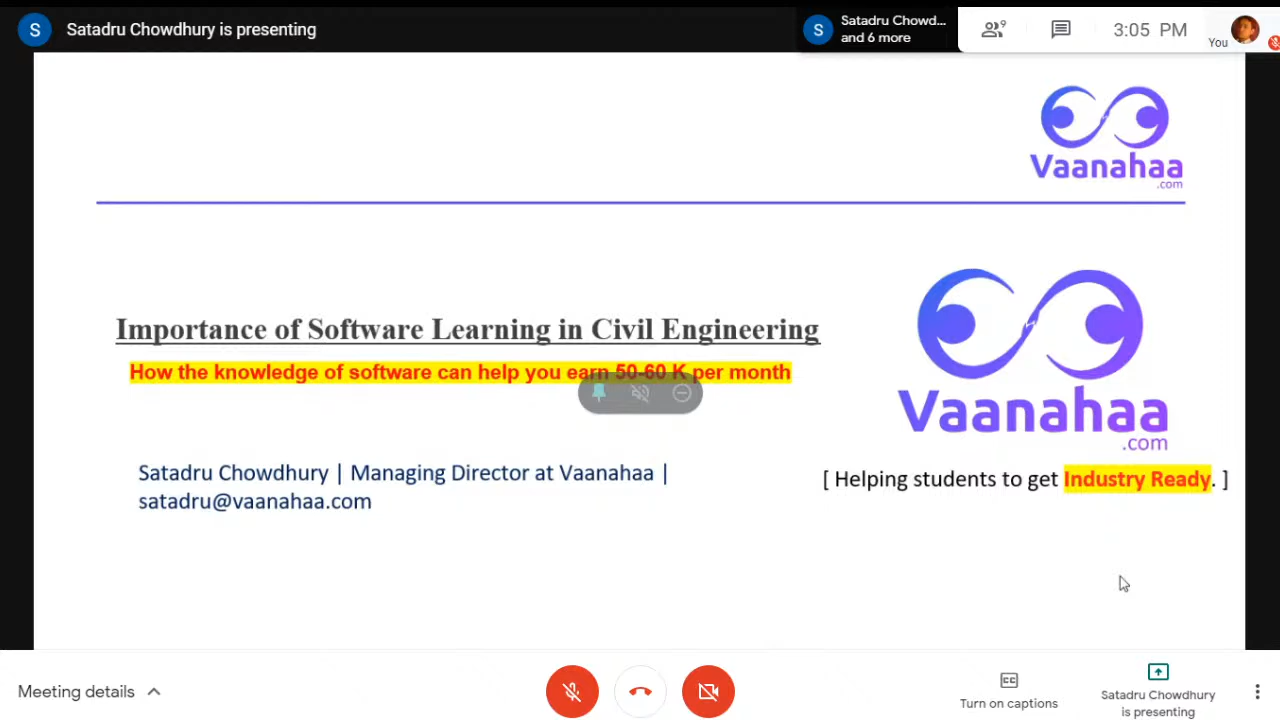 S
Satadru Chowdhury is presenting
S
Satadru Chowd...
and 6 more
9
3:05 PM
You
Vaanahaa
.com
Importance of Software Learning in Civil Engineering
How the knowledge of software can help you earn 50-60 K per month
Vaanahaa
.com
Satadru Chowdhury | Managing Director at Vaanahaa |
satadru@vaanahaa.com
[ Helping students to get Industry Ready. ]
Meeting details
CC
Turn on captions
Satadru Chowdhury
is presenting